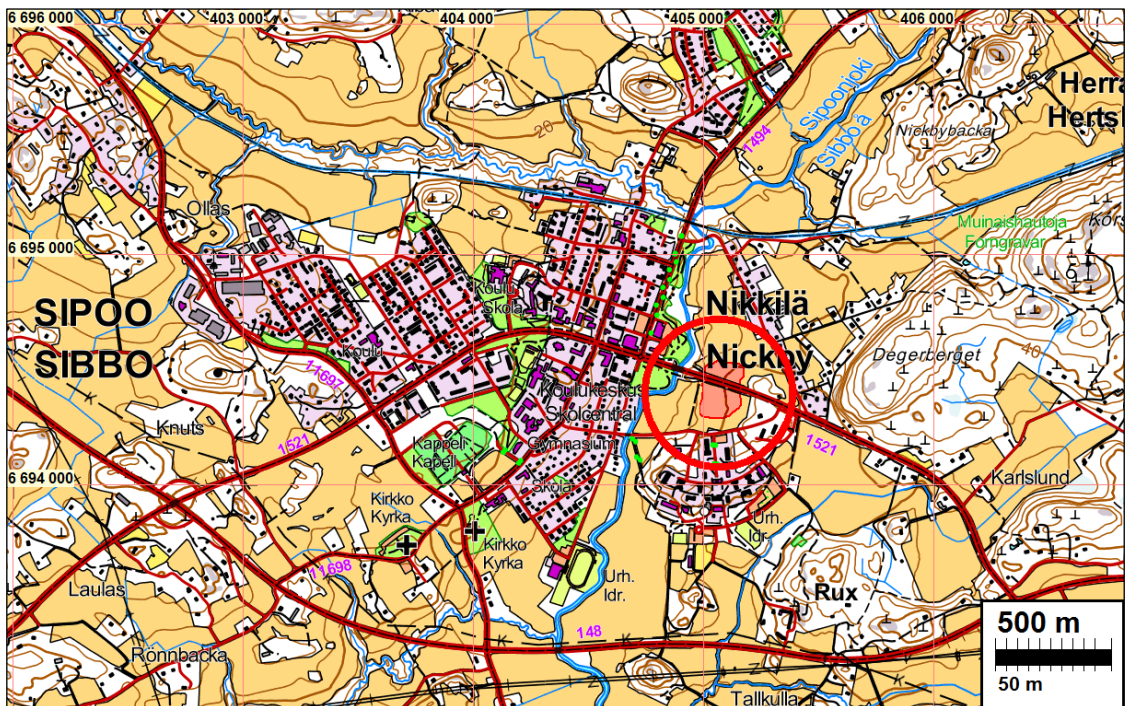 6 696 000
403 000
404 000
405 000
406 000
Herra
Hertsb
Sipoonjoki
Sibbo å
Nickbybacka
1494
20
Ollas
Muinaishautoja
Forngravar
Kors
6 695 000
Koulu
Skola
Nikkilä
SIPOO
SIBBO
Koulu
Nickby
Degerberget
40
11697
Koulukeskus
Skolcentral
Knuts
1521
Kappeli
Kapell
Gymnasium
1521
6 694 000
Skola
Karlslund
Kirkko
Kyrka
Kirkko
Kyrka
Urh.
Idr.
11698
Urh.
Idr.
Laulas
Rux
148
K
K
Rönnbacka
Tallkulla
Z
500 m
50 m